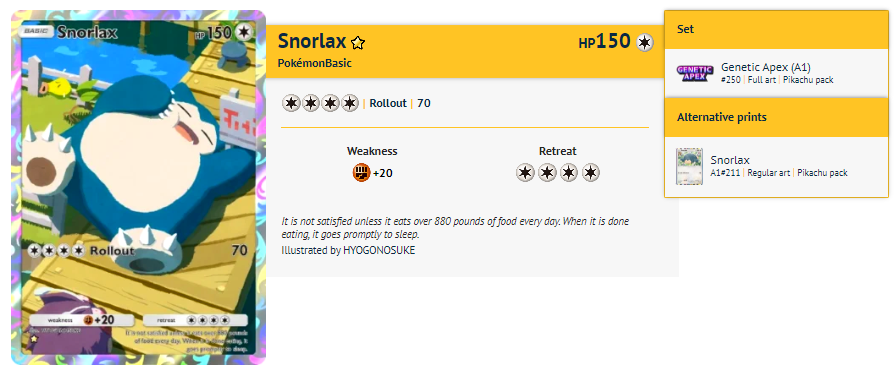 BASIC Snorlax HP 150
Rollout 70
weakness +20 retreat
It is not satisfied unless it eats over 880 pounds
of food every day. When it is done eating, it
goes promptly to sleep.
Snorlax HP150
PokémonBasic
| Rollout | 70
Weakness Retreat
+20
It is not satisfied unless it eats over 880 pounds of food every day. When it is done
eating, it goes promptly to sleep.
Illustrated by HYOGONOSUKE
Set
GENETIC
APEX
Genetic Apex (A1)
#250 | Full art | Pikachu pack
Alternative prints
Snorlax
A1#211 | Regular art | Pikachu pack